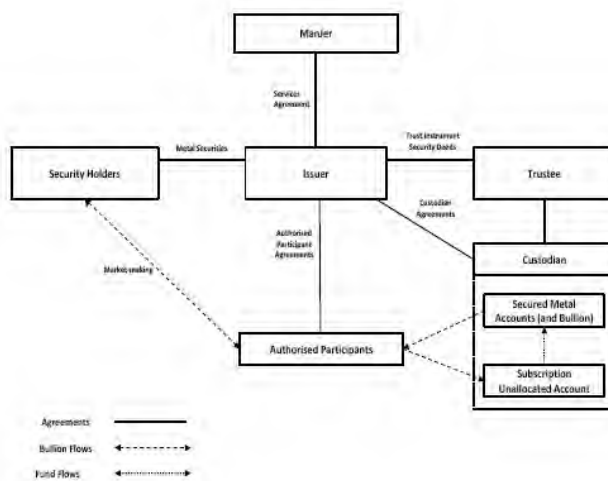 ManJer
Services
Agreement
Metal Securities
Trust Instrument
Security Deeds
Security Holders
Issuer
Trustee
Custodian
Agreements
Authorised
Participant
Agreements
Custodian
Market-making
Secured Metal
Accounts (and Bullion)
Authorised Participants
Subscription
Unallocated Account
Agreements
Bullion Flows
Fund Flows